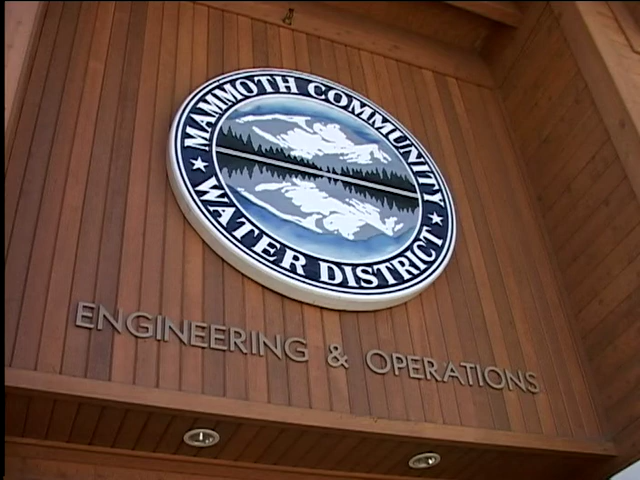 MAMMOTH COMMUNITY
WATER DISTRICT
ENGINEERING & OPERATIONS